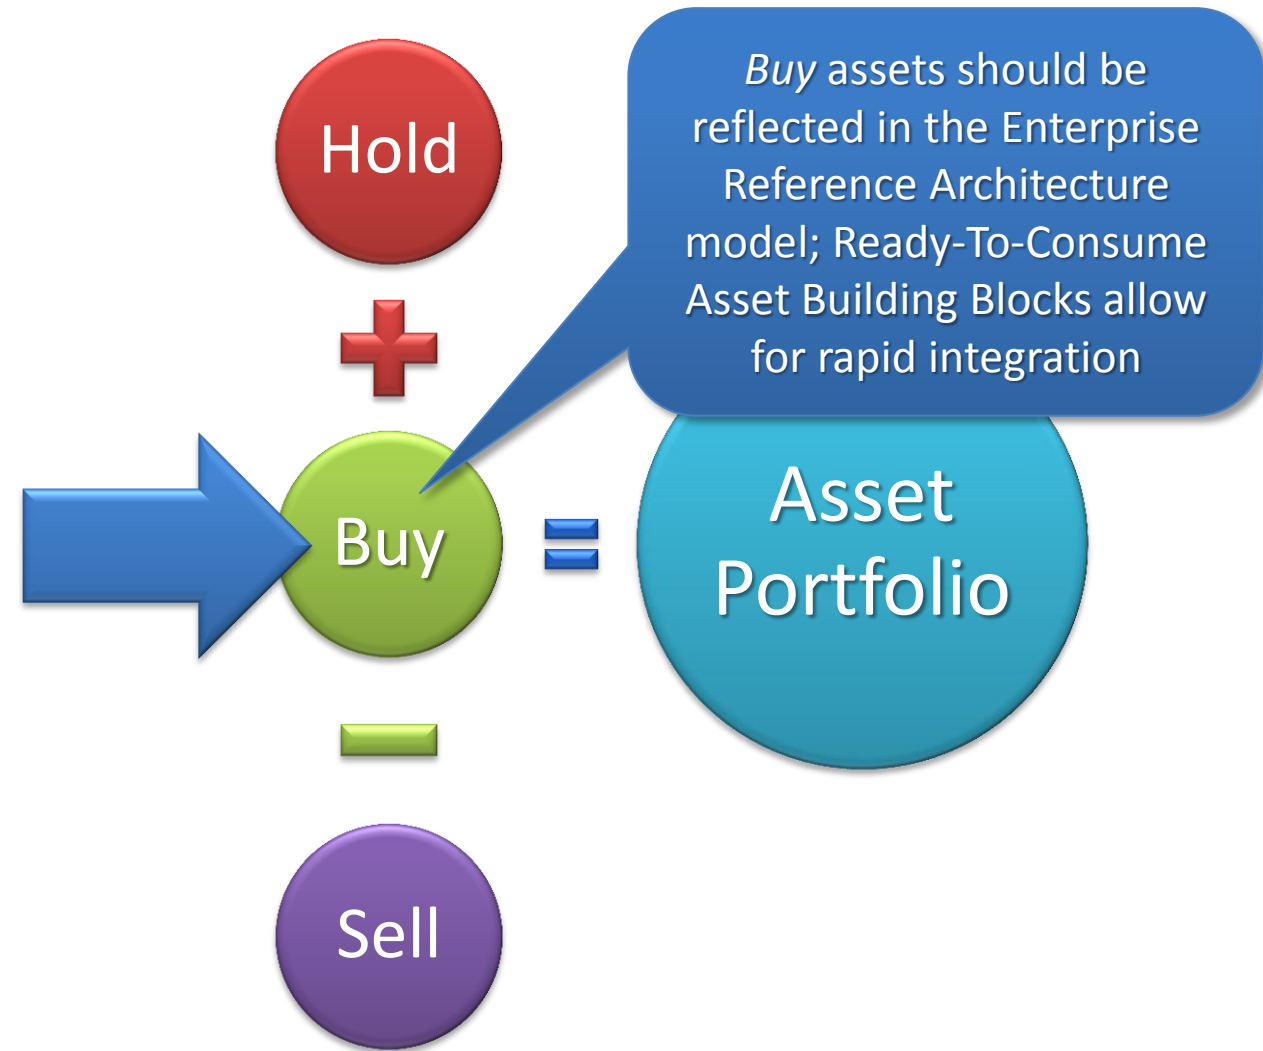 Hold
Buy assets should be
reflected in the Enterprise
Reference Architecture
model; Ready-To-Consume
Asset Building Blocks allow
for rapid integration
Buy
=
Asset
Portfolio
Sell